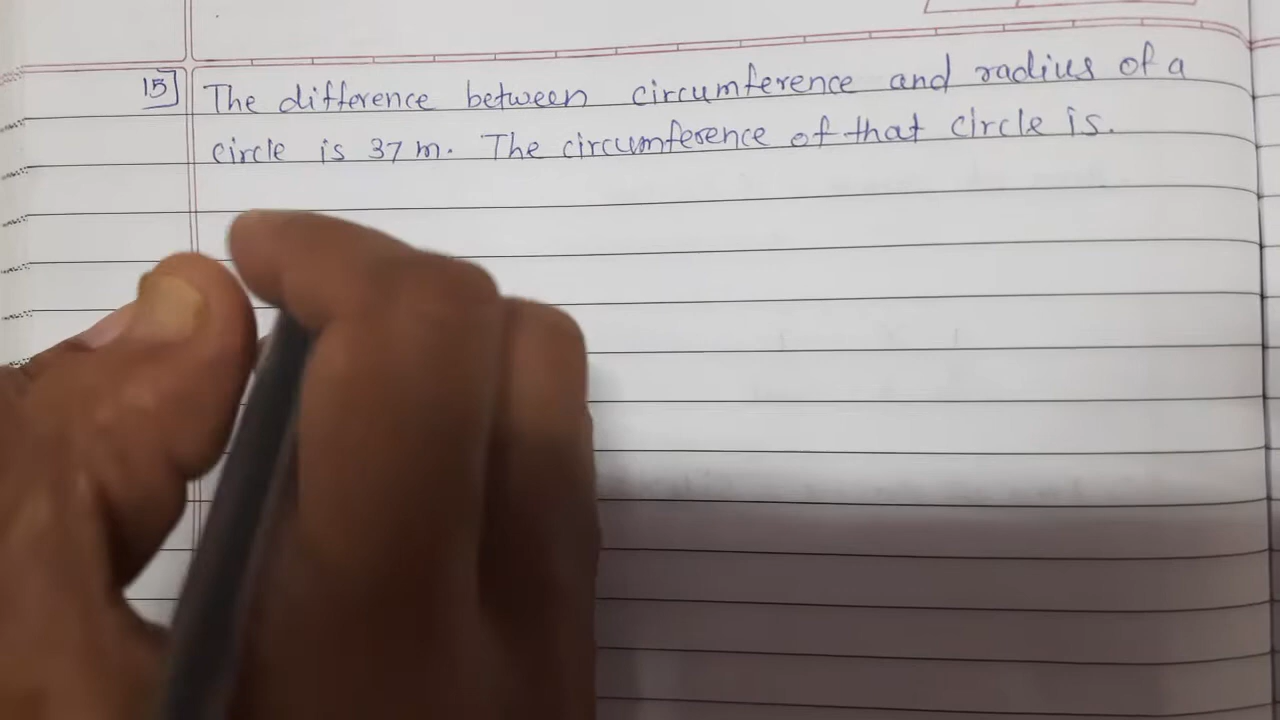 15] The difference between circumference and radius of a
circle is 37 m. The circumference of that circle is.